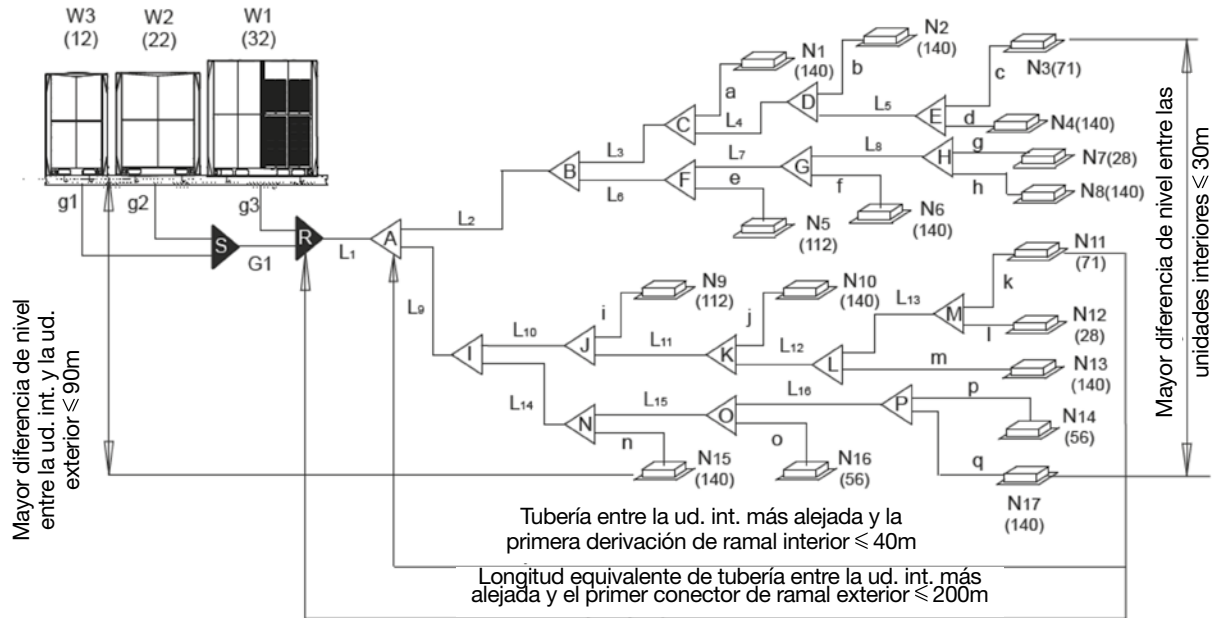 W3
(12)
W2
(22)
W1
(32)
g1
g2
g3
S
G1
R
L1
A
L2
B
L3
C
a
N1
(140)
L4
D
b
N2
(140)
L5
E
c
N3(71)
d
N4(140)
L6
F
L7
e
N5
(112)
G
f
N6
(140)
L8
H
g
N7(28)
h
N8(140)
L9
I
L10
J
i
N9
(112)
L11
K
j
N10
(140)
L12
L
L13
M
k
N11
(71)
l
N12
(28)
m
N13
(140)
L14
N
n
N15
(140)
L15
O
o
N16
(56)
L16
P
p
N14
(56)
q
N17
(140)
Mayor diferencia de nivel
entre la ud. int. y la ud.
exterior ≤ 90m
Mayor diferencia de nivel entre las
unidades interiores ≤ 30m
Tubería entre la ud. int. más alejada y la
primera derivación de ramal interior ≤ 40m
Longitud equivalente de tubería entre la ud. int. más
alejada y el primer conector de ramal exterior ≤ 200m